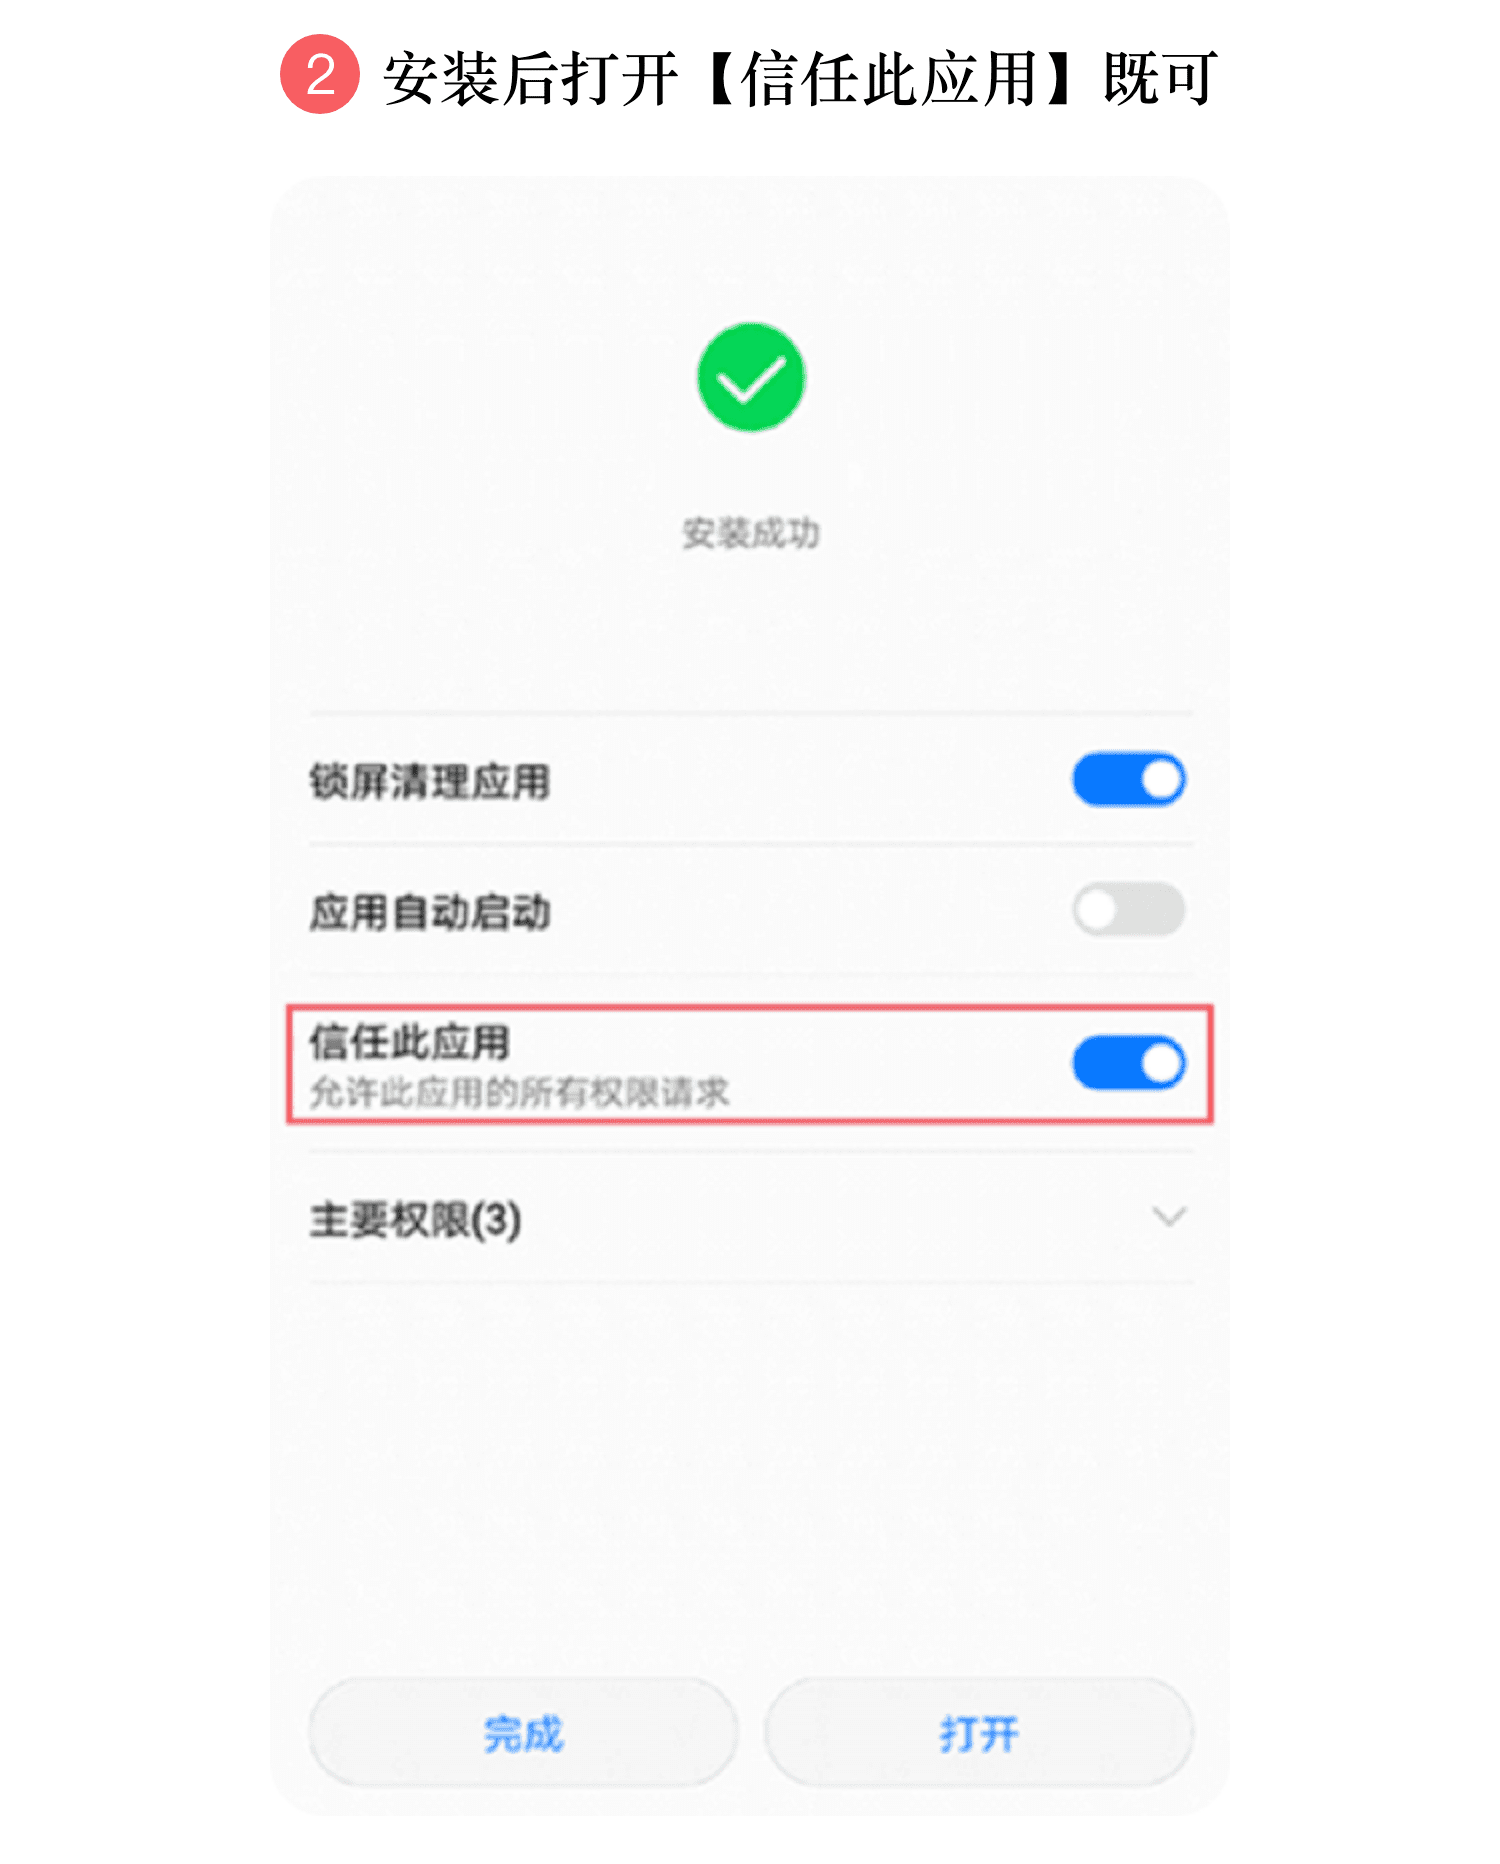 2 安装后打开【信任此应用】既可
安装成功
锁屏清理应用
应用自动启动
信任此应用
允许此应用的所有权限请求
主要权限(3)
完成
打开